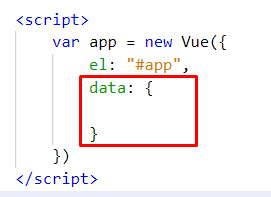 <script>
var app = new Vue({
el: "#app",
data: {
}
})
</script>